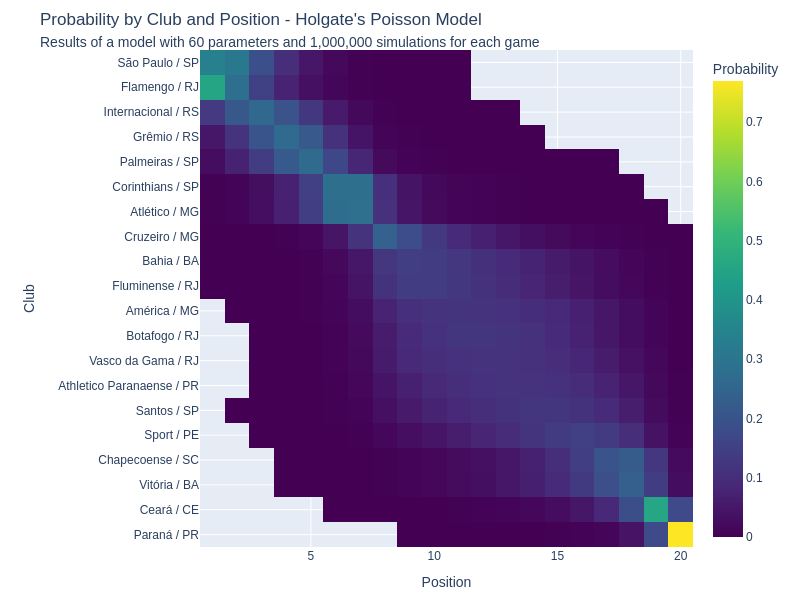 Probability by Club and Position - Holgate's Poisson Model
Results of a model with 60 parameters and 1,000,000 simulations for each game
Probability
São Paulo / SP
Flamengo / RJ
Internacional / RS
Grêmio / RS
Palmeiras / SP
Corinthians / SP
Atlético / MG
Cruzeiro / MG
Bahia / BA
Fluminense / RJ
América / MG
Botafogo / RJ
Vasco da Gama / RJ
Athletico Paranaense / PR
Santos / SP
Sport / PE
Chapecoense / SC
Vitória / BA
Ceará / CE
Paraná / PR
Club
5
10
15
20
Position
0.7
0.6
0.5
0.4
0.3
0.2
0.1
0